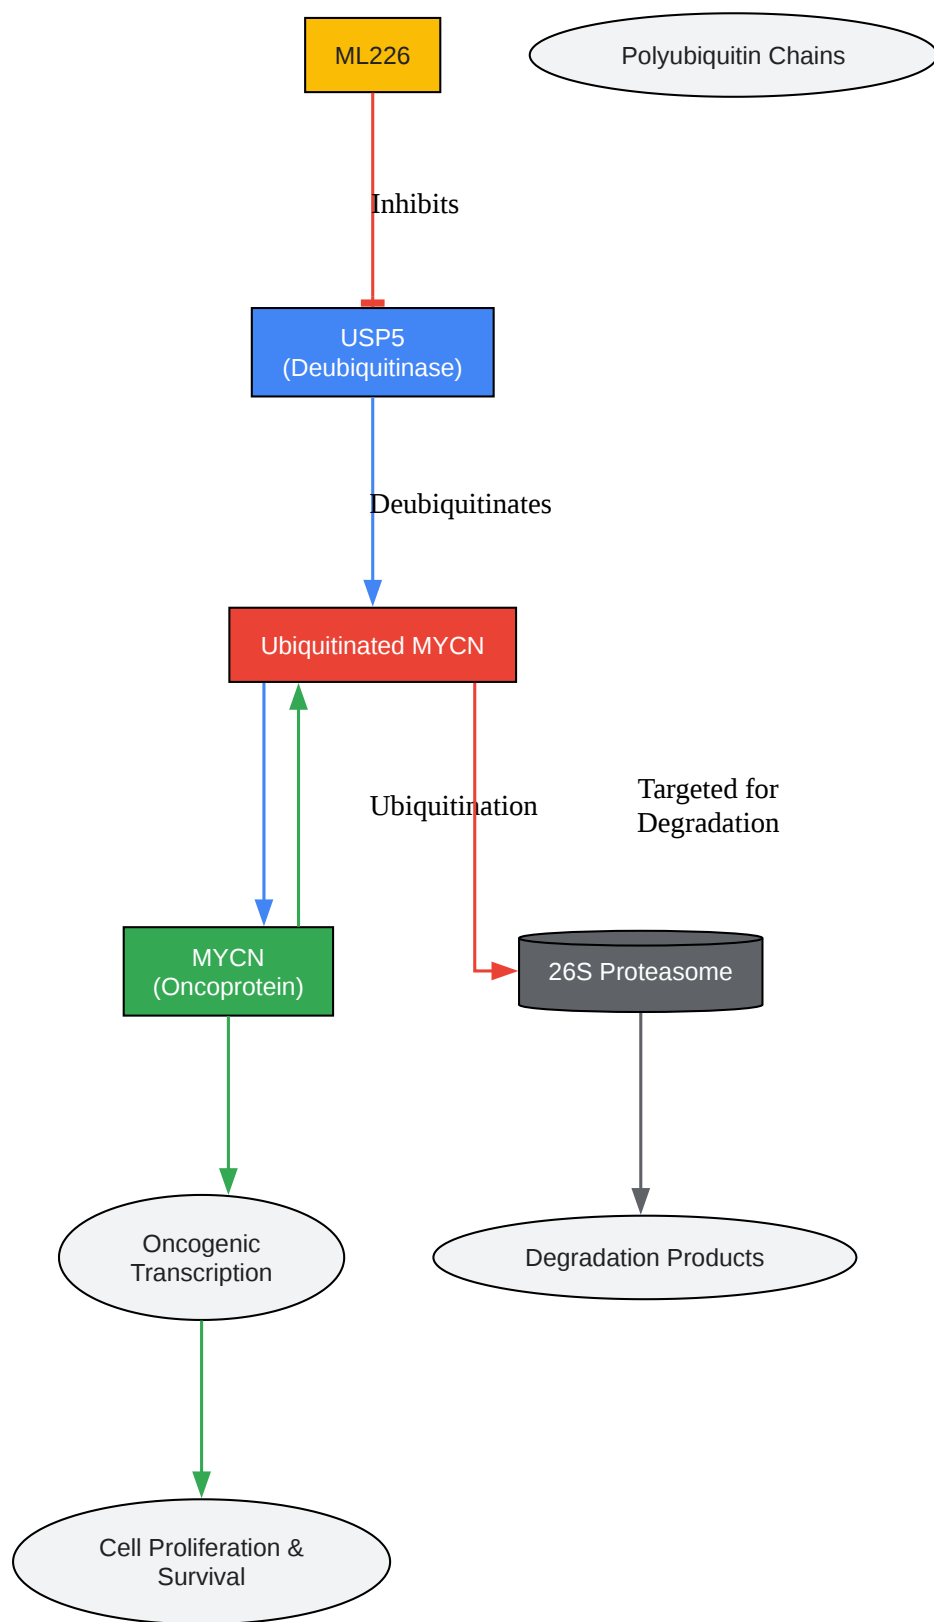 ML226
Polyubiquitin Chains
Inhibits
USP5
(Deubiquitinase)
Deubiquitinates
Ubiquitinated MYCN
Ubiquitination
Targeted for
Degradation
MYCN
(Oncoprotein)
26S Proteasome
Oncogenic
Transcription
Degradation Products
Cell Proliferation &
Survival